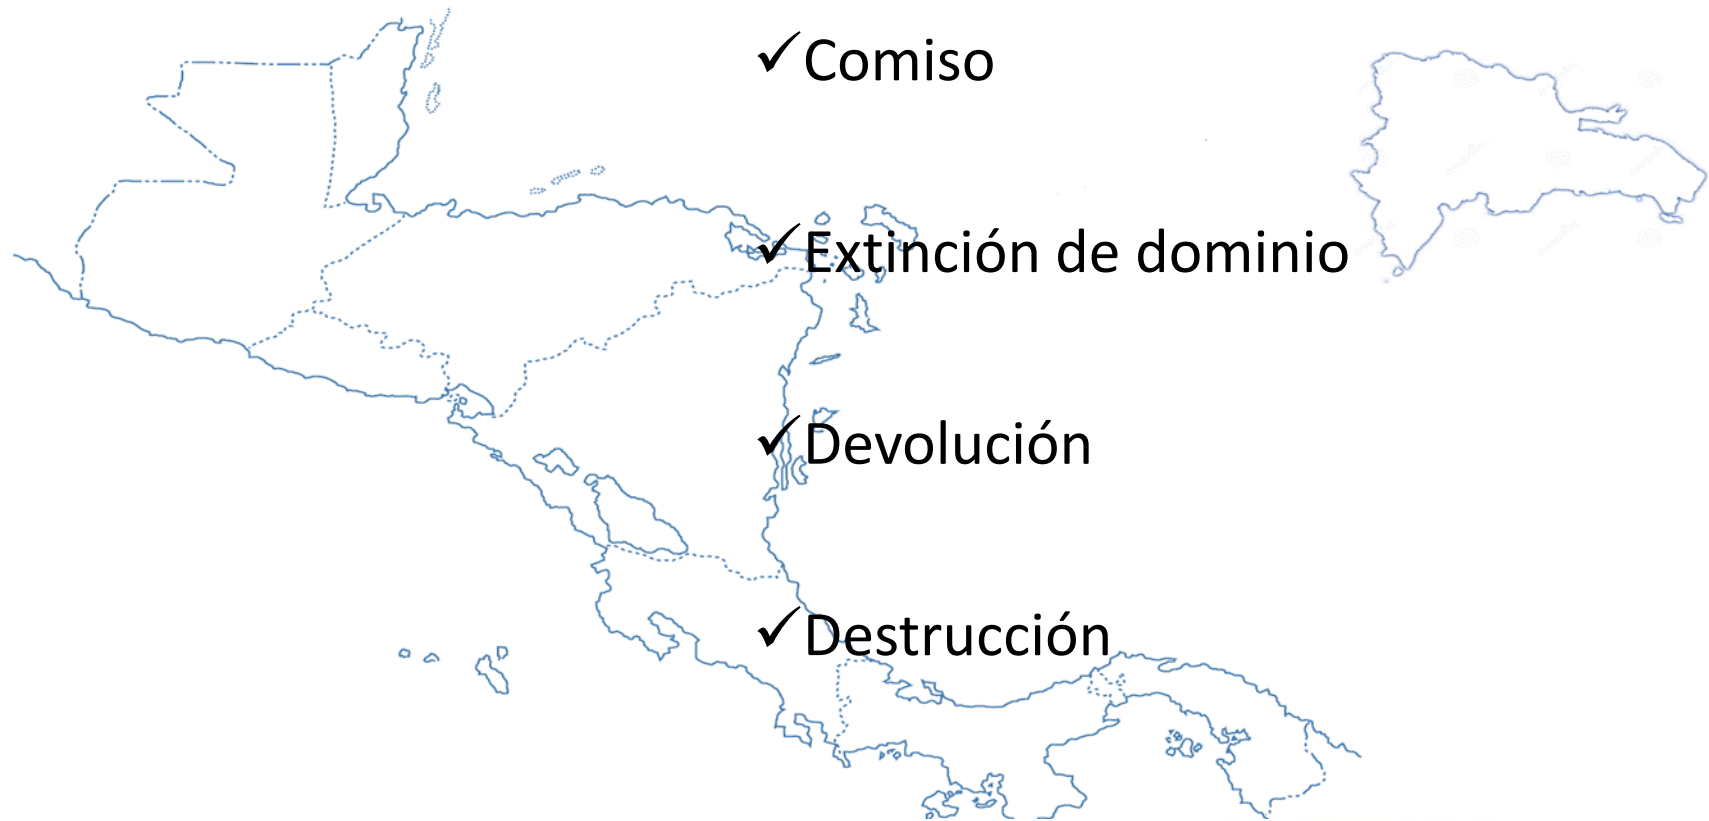 ✓Comiso
✓Extinción de dominio
✓Devolución
✓Destrucción